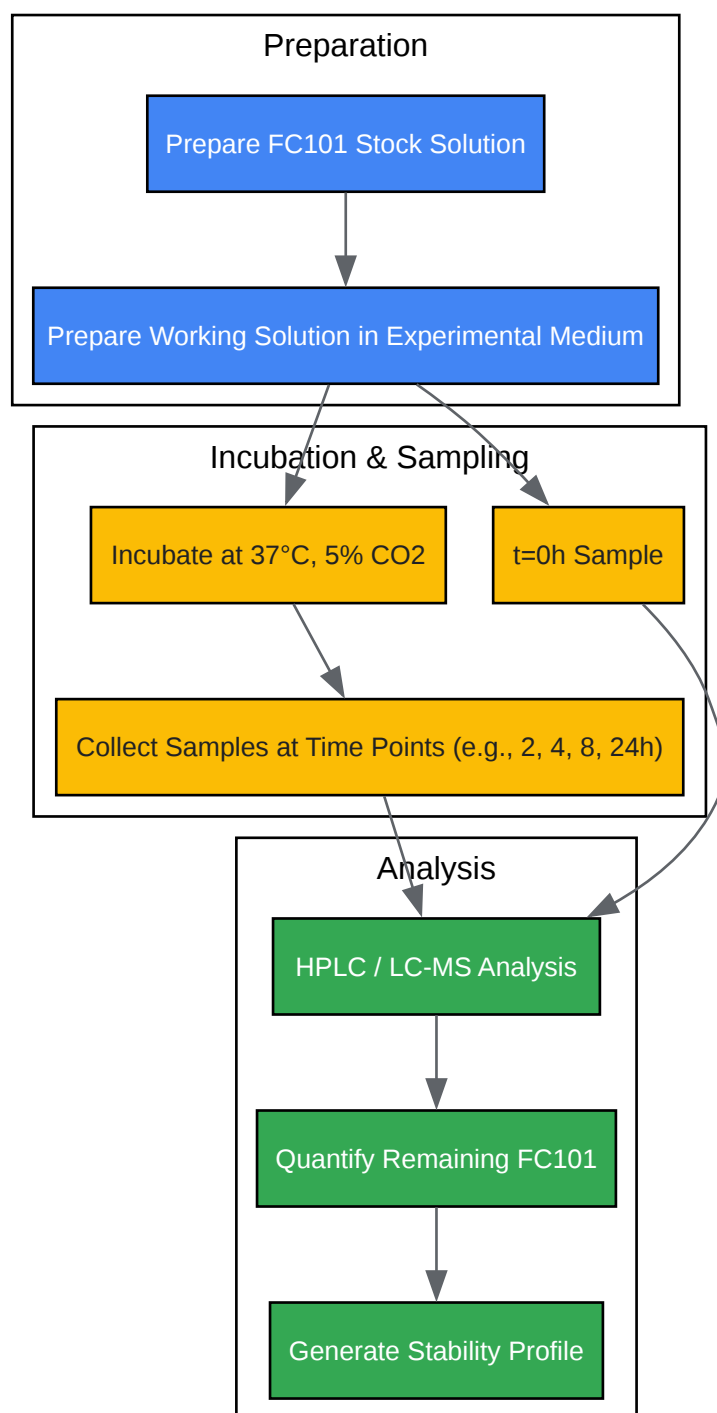 Preparation
Prepare FC101 Stock Solution
Prepare Working Solution in Experimental Medium
Incubation & Sampling
Incubate at 37°C, 5% CO2
t=0h Sample
Collect Samples at Time Points (e.g., 2, 4, 8, 24h)
Analysis
HPLC / LC-MS Analysis
Quantify Remaining FC101
Generate Stability Profile